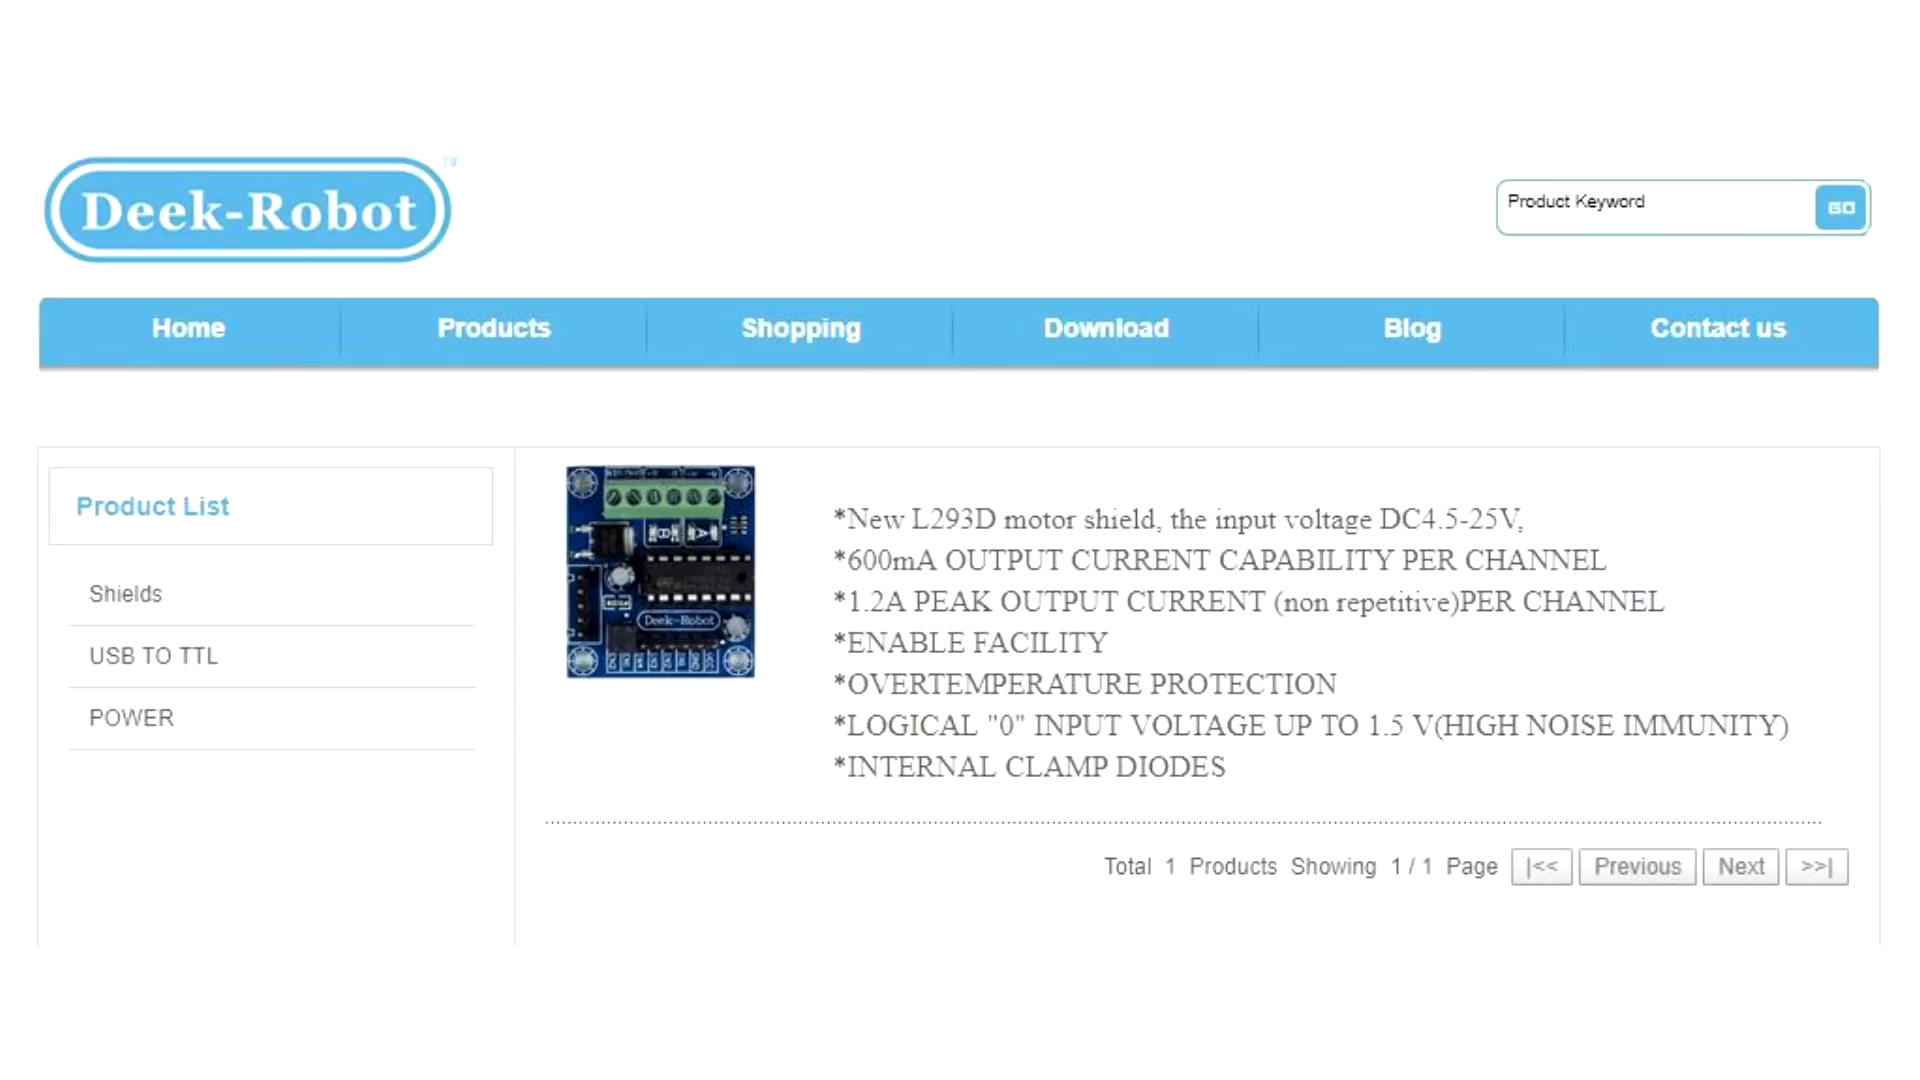 Deek-Robot
TM
Product Keyword
GO
Home Products Shopping Download Blog Contact us
Product List
Shields
USB TO TTL
POWER
Deek-Robot
*New L293D motor shield, the input voltage DC4.5-25V,
*600mA OUTPUT CURRENT CAPABILITY PER CHANNEL
*1.2A PEAK OUTPUT CURRENT (non repetitive)PER CHANNEL
*ENABLE FACILITY
*OVERTEMPERATURE PROTECTION
*LOGICAL "0" INPUT VOLTAGE UP TO 1.5 V(HIGH NOISE IMMUNITY)
*INTERNAL CLAMP DIODES
Total 1 Products Showing 1 / 1 Page |<< Previous Next >>|